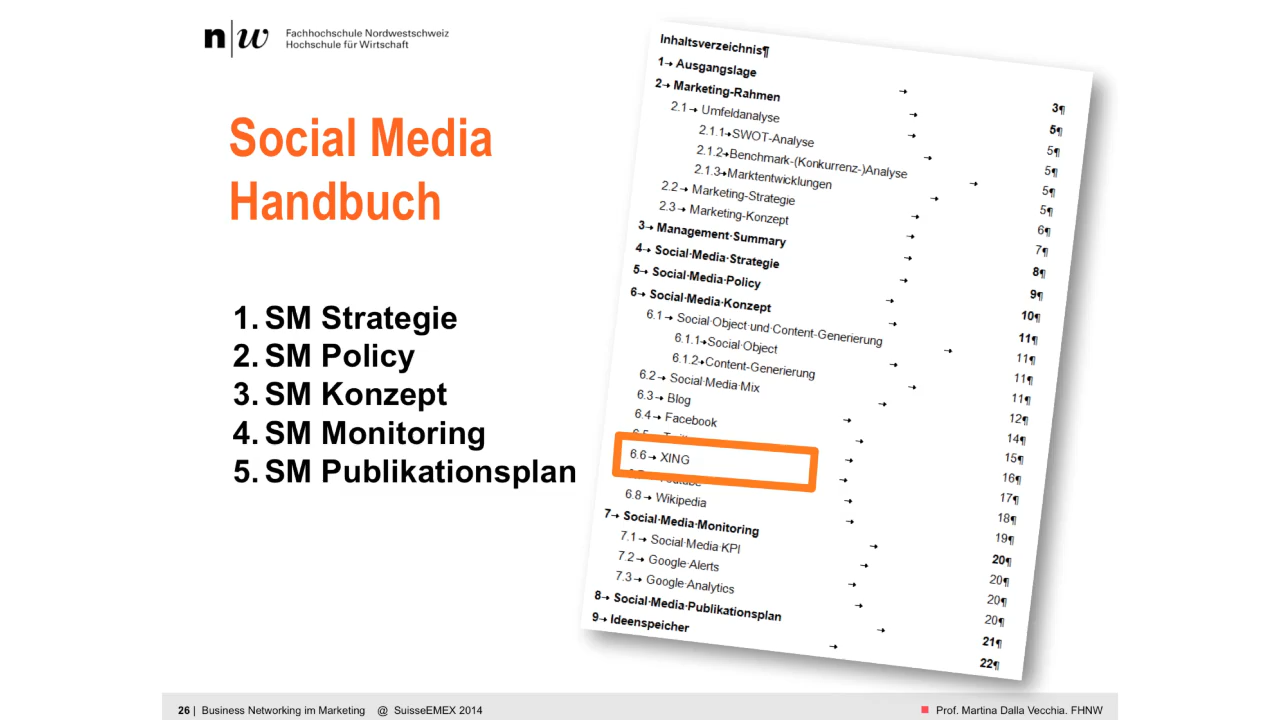 n|w Fachhochschule Nordwestschweiz
Hochschule für Wirtschaft
Social Media
Handbuch
1. SM Strategie
2. SM Policy
3. SM Konzept
4. SM Monitoring
5. SM Publikationsplan
Inhaltsverzeichnis¶
1→ Ausgangslage → 3¶
2→ Marketing-Rahmen → 5¶
2.1→ Umfeldanalyse → 5¶
2.1.1→SWOT-Analyse → 5¶
2.1.2→Benchmark-(Konkurrenz-)Analyse → 5¶
2.1.3→Marktentwicklungen → 5¶
2.2→ Marketing-Strategie → 6¶
2.3→ Marketing-Konzept → 7¶
3→ Management·Summary → 8¶
4→ Social·Media·Strategie → 9¶
5→ Social·Media·Policy → 10¶
6→ Social·Media·Konzept → 11¶
6.1→ Social·Object·und·Content-Generierung → 11¶
6.1.1→Social·Object → 11¶
6.1.2→Content-Generierung → 11¶
6.2→ Social·Media·Mix → 12¶
6.3→ Blog → 14¶
6.4→ Facebook → 15¶
→ 16¶
6.6→ XING → 17¶
Youtube → 18¶
6.8→ Wikipedia → 19¶
7→ Social·Media·Monitoring → 20¶
7.1→ Social·Media·KPI → 20¶
7.2→ Google·Alerts → 20¶
7.3→ Google·Analytics → 20¶
8→ Social·Media·Publikationsplan → 21¶
9→ Ideenspeicher → 22¶
26 | Business Networking im Marketing @ SuisseEMEX 2014
Prof. Martina Dalla Vecchia. FHNW